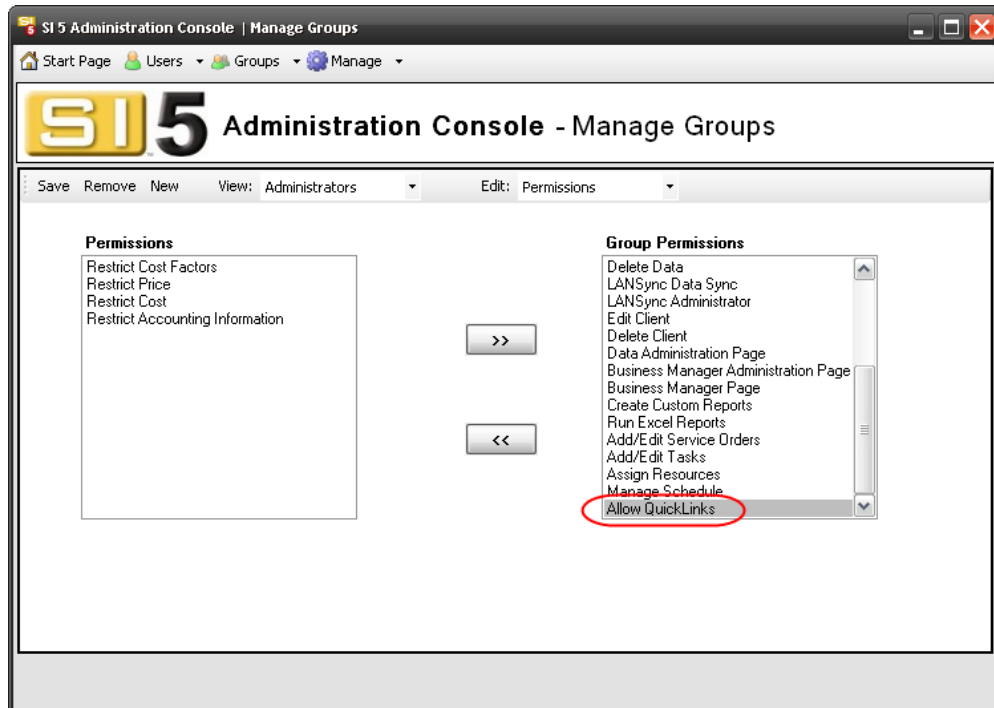 SI 5 Administration Console | Manage Groups
Start Page Users Groups Manage
SI 5 Administration Console - Manage Groups
Save Remove New View: Administrators Edit: Permissions
Permissions
Restrict Cost Factors
Restrict Price
Restrict Cost
Restrict Accounting Information
>>
<<
Group Permissions
Delete Data
LANSync Data Sync
LANSync Administrator
Edit Client
Delete Client
Data Administration Page
Business Manager Administration Page
Business Manager Page
Create Custom Reports
Run Excel Reports
Add/Edit Service Orders
Add/Edit Tasks
Assign Resources
Manage Schedule
Allow QuickLinks